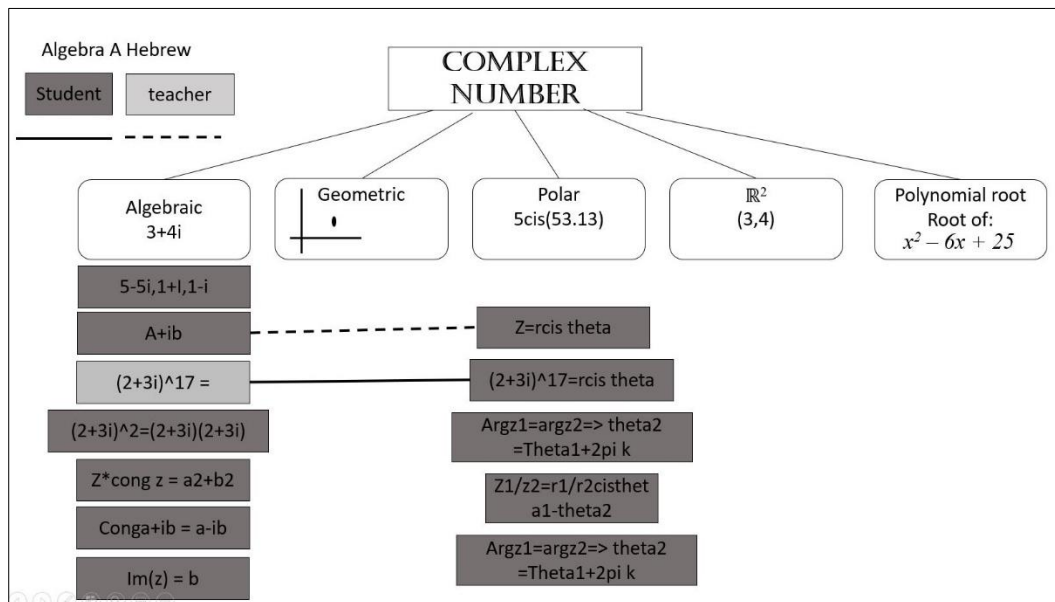 Algebra A Hebrew
Student
teacher
COMPLEX
NUMBER
Algebraic
3+4i
Geometric
Polar
5cis(53.13)
ℝ²
(3,4)
Polynomial root
Root of:
x² – 6x + 25
5-5i,1+I,1-i
A+ib
Z=rcis theta
(2+3i)^17 =
(2+3i)^17=rcis theta
(2+3i)^2=(2+3i)(2+3i)
Argz1=argz2=> theta2
=Theta1+2pi k
Z*cong z = a2+b2
Z1/z2=r1/r2cisthet
a1-theta2
Conga+ib = a-ib
Argz1=argz2=> theta2
=Theta1+2pi k
Im(z) = b